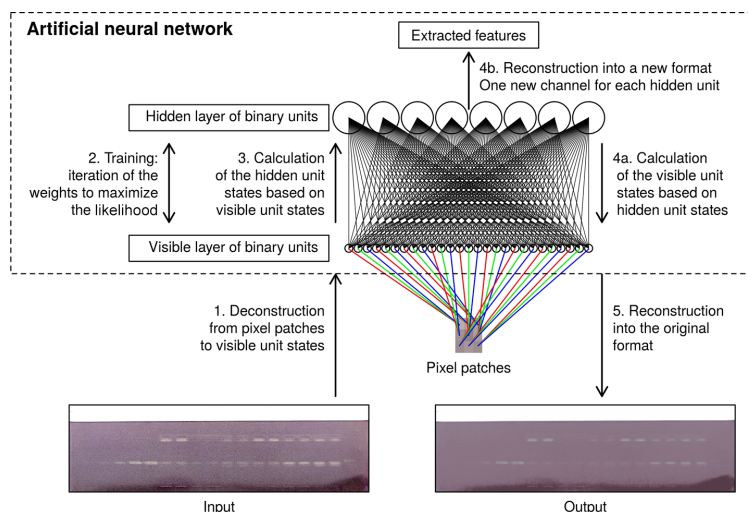 Artificial neural network
Extracted features
4b. Reconstruction into a new format
One new channel for each hidden unit
Hidden layer of binary units
2. Training:
iteration of the
weights to maximize
the likelihood
3. Calculation
of the hidden unit
states based on
visible unit states
4a. Calculation
of the visible unit
states based on
hidden unit states
Visible layer of binary units
1. Deconstruction
from pixel patches
to visible unit states
Pixel patches
5. Reconstruction
into the original
format
Input
Output